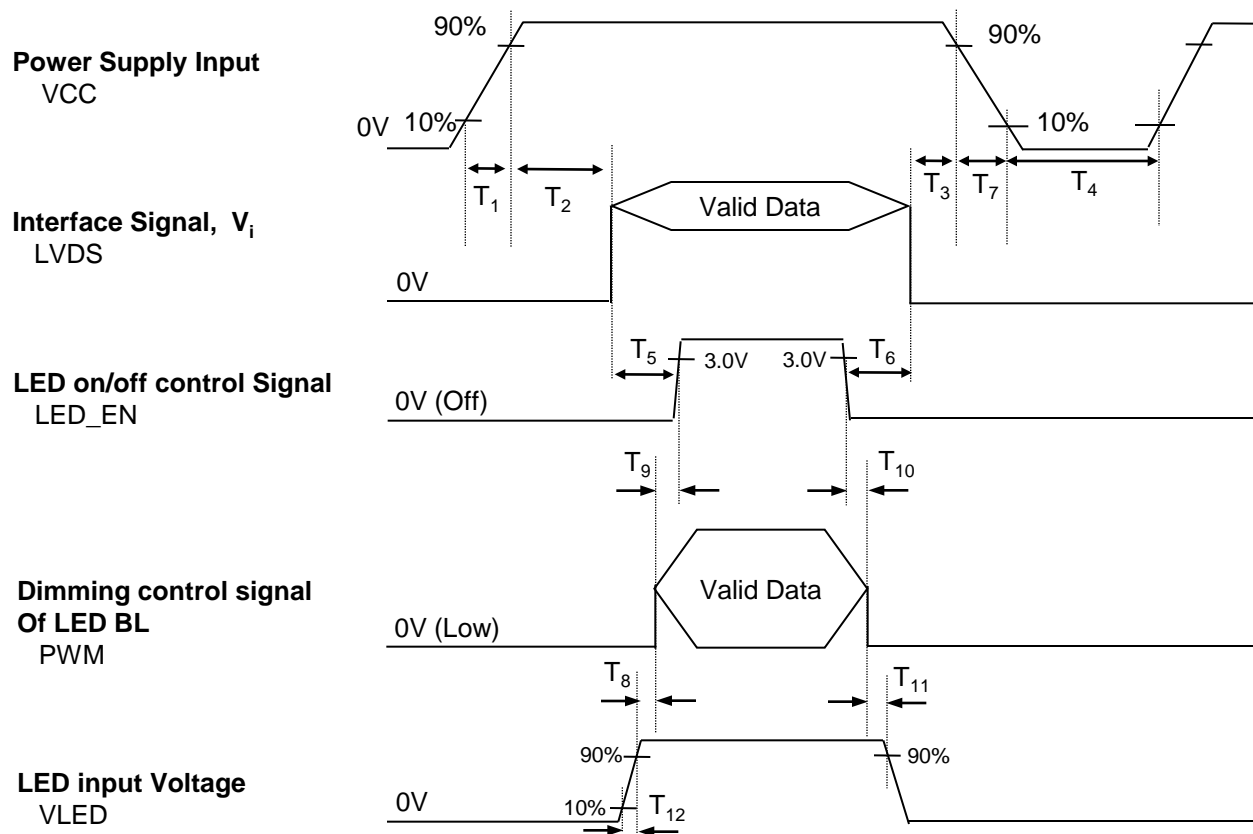 90%
90%
Power Supply Input
VCC
0V
10%
10%
T1
T2
T3
T7
T4
Valid Data
Interface Signal, Vi
LVDS
0V
T5
3.0V
3.0V
T6
LED on/off control Signal
LED_EN
0V (Off)
T9
T10
Dimming control signal
Of LED BL
PWM
Valid Data
0V (Low)
T8
T11
90%
90%
LED input Voltage
VLED
0V
10%
T12